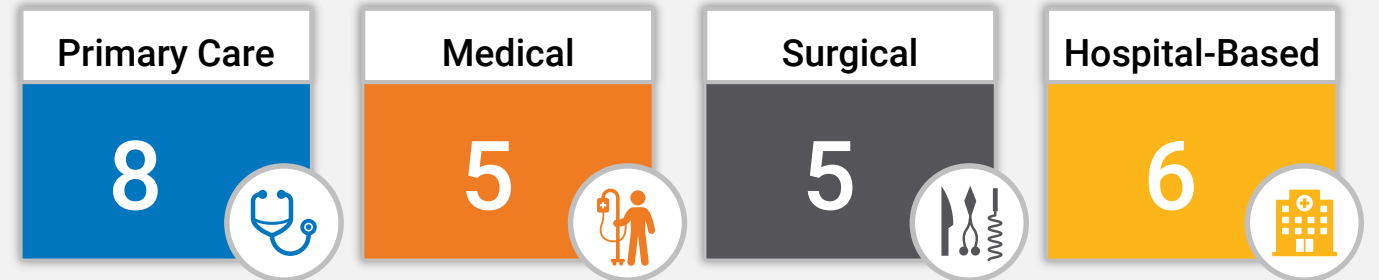 Primary Care
8
Medical
5
Surgical
5
Hospital-Based
6